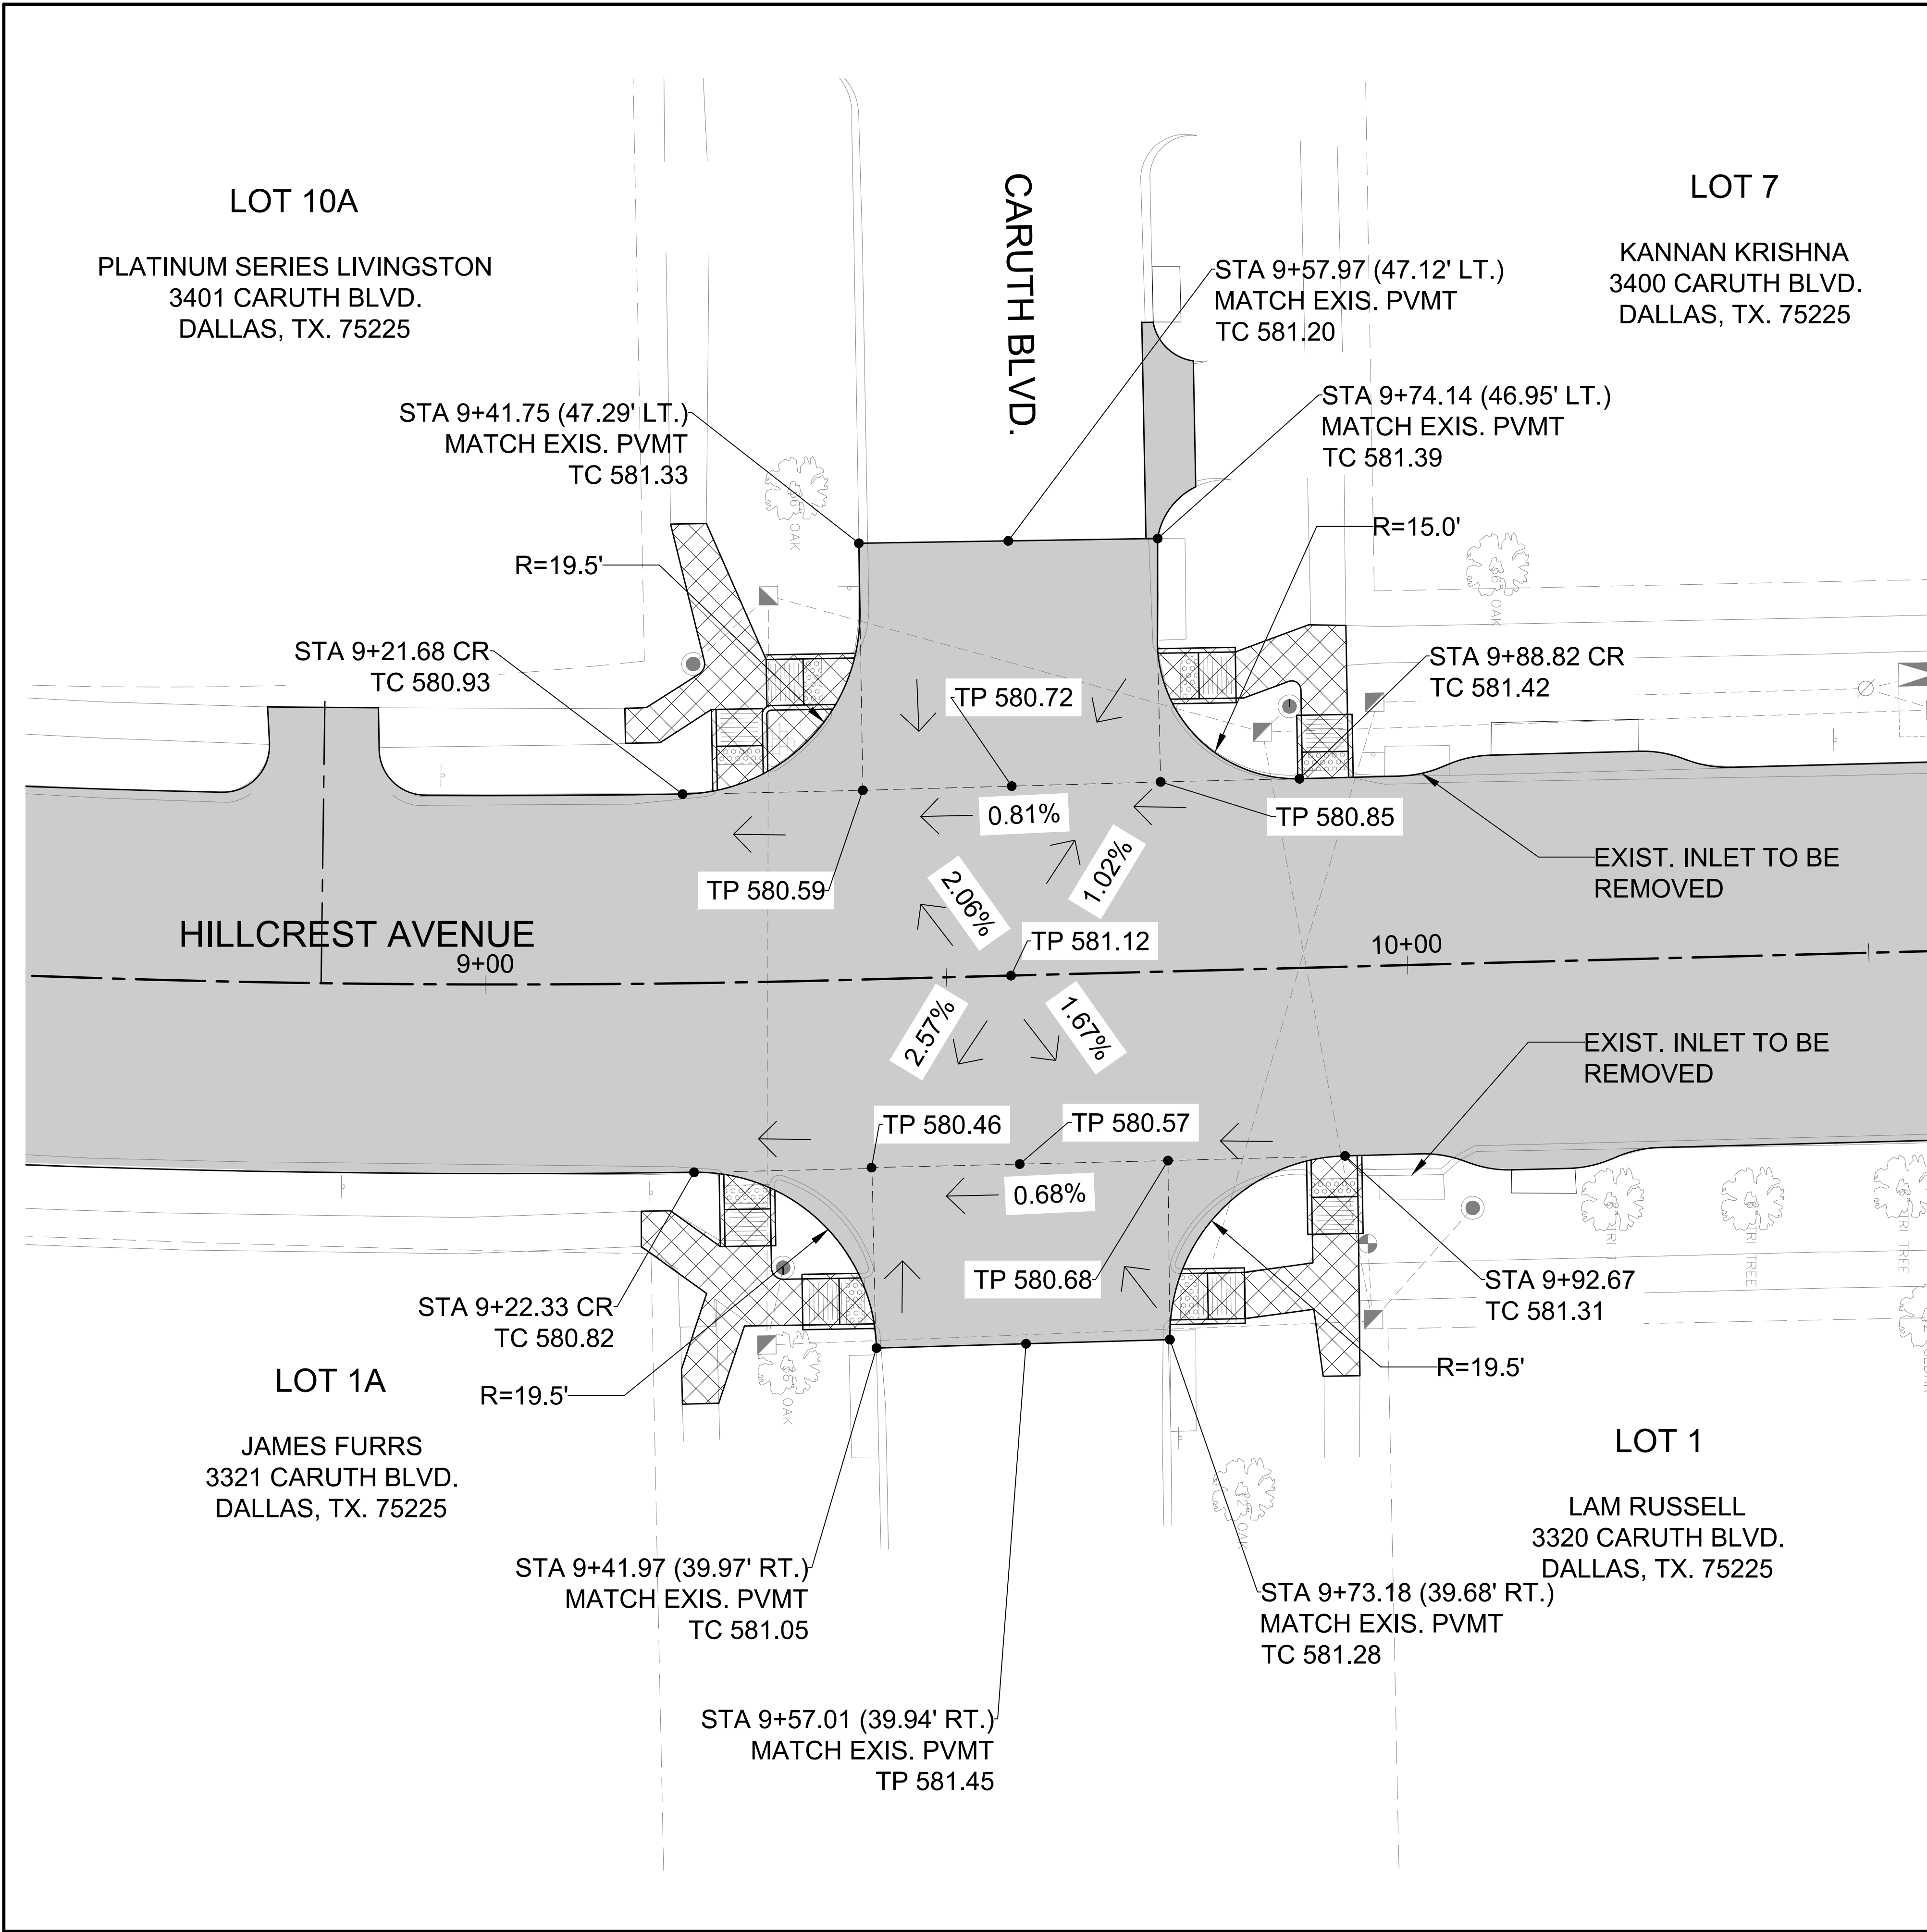 LOT 10A
PLATINUM SERIES LIVINGSTON
3401 CARUTH BLVD.
DALLAS, TX. 75225
CARUTH BLVD.
LOT 7
KANNAN KRISHNA
3400 CARUTH BLVD.
DALLAS, TX. 75225
STA 9+57.97 (47.12' LT.)
MATCH EXIS. PVMT
TC 581.20
STA 9+41.75 (47.29' LT.)
MATCH EXIS. PVMT
TC 581.33
STA 9+74.14 (46.95' LT.)
MATCH EXIS. PVMT
TC 581.39
OAK
R=15.0'
R=19.5'
OAK
STA 9+21.68 CR
TC 580.93
STA 9+88.82 CR
TC 581.42
TP 580.72
0.81%
TP 580.85
TP 580.59
2.06%
1.02%
EXIST. INLET TO BE
REMOVED
HILLCREST AVENUE
9+00
TP 581.12
10+00
2.57%
1.67%
EXIST. INLET TO BE
REMOVED
TP 580.46
TP 580.57
0.68%
TP 580.68
TRI T
TRI TREE
TRI TREE
STA 9+22.33 CR
TC 580.82
STA 9+92.67
TC 581.31
R=19.5'
R=19.5'
OAK
LOT 1A
JAMES FURRS
3321 CARUTH BLVD.
DALLAS, TX. 75225
LOT 1
LAM RUSSELL
3320 CARUTH BLVD.
DALLAS, TX. 75225
OAK
STA 9+41.97 (39.97' RT.)
MATCH EXIS. PVMT
TC 581.05
STA 9+73.18 (39.68' RT.)
MATCH EXIS. PVMT
TC 581.28
STA 9+57.01 (39.94' RT.)
MATCH EXIS. PVMT
TP 581.45